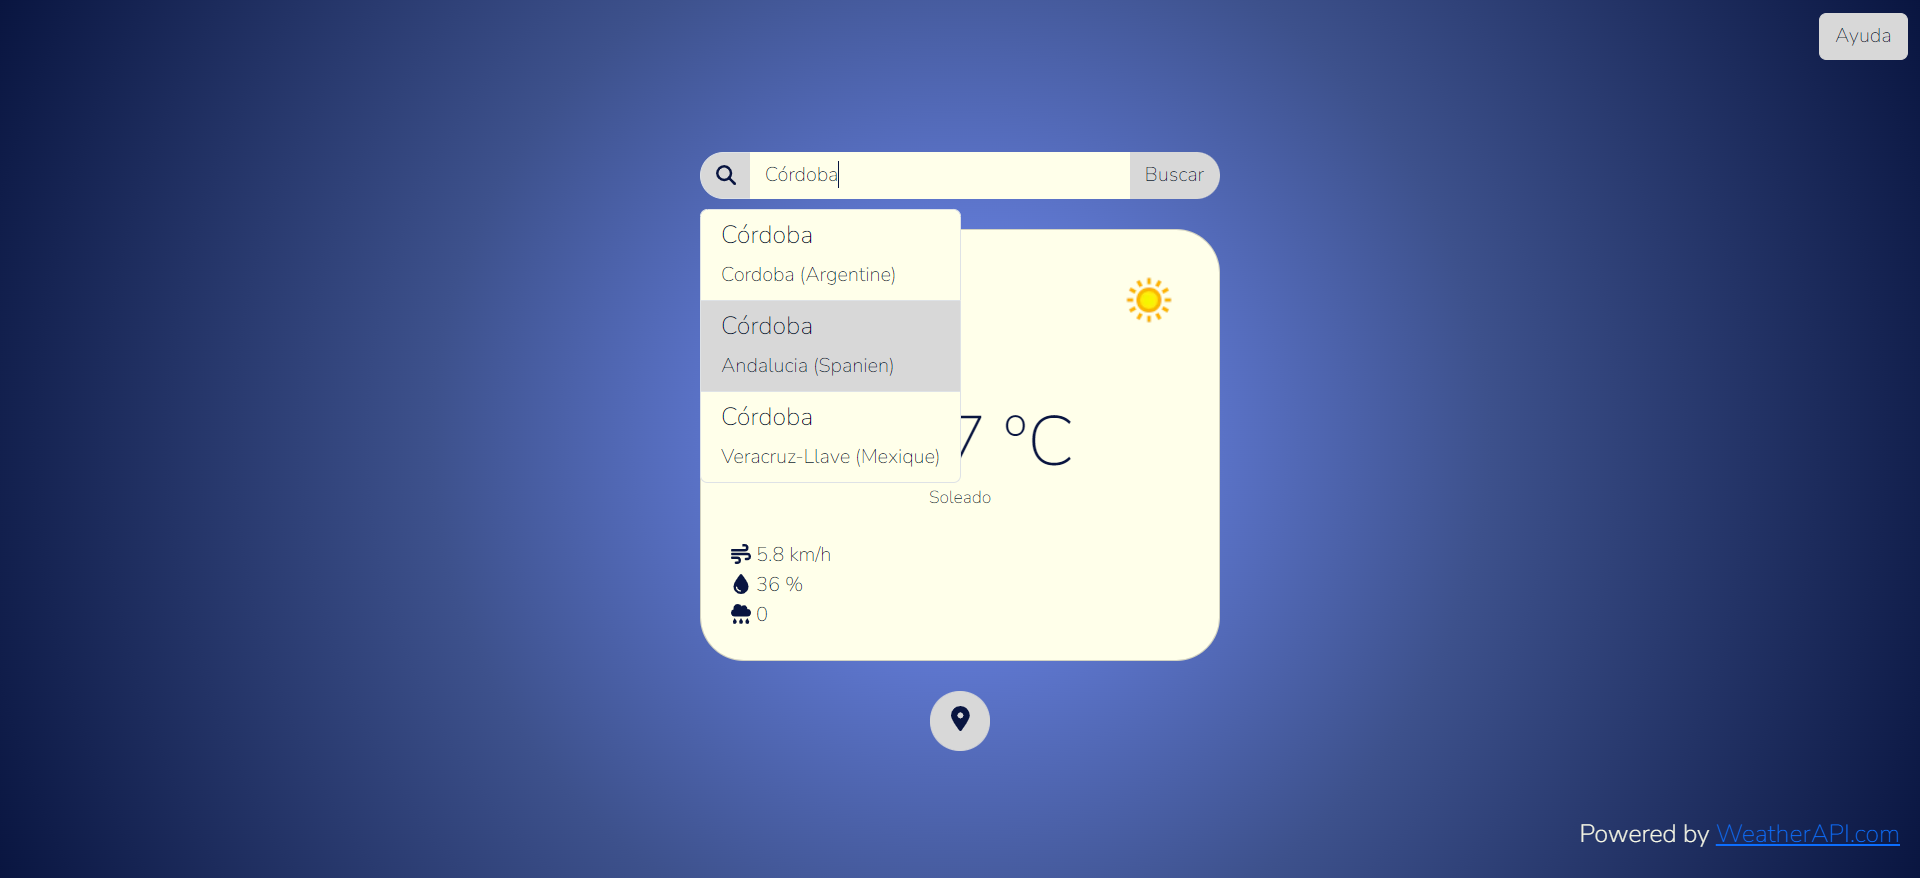 Ayuda
Córdoba
Buscar
Córdoba
Cordoba (Argentine)
Córdoba
Andalucia (Spanien)
Córdoba
Veracruz-Llave (Mexique)
7 °C
Soleado
5.8 km/h
36 %
0
Powered by WeatherAPI.com